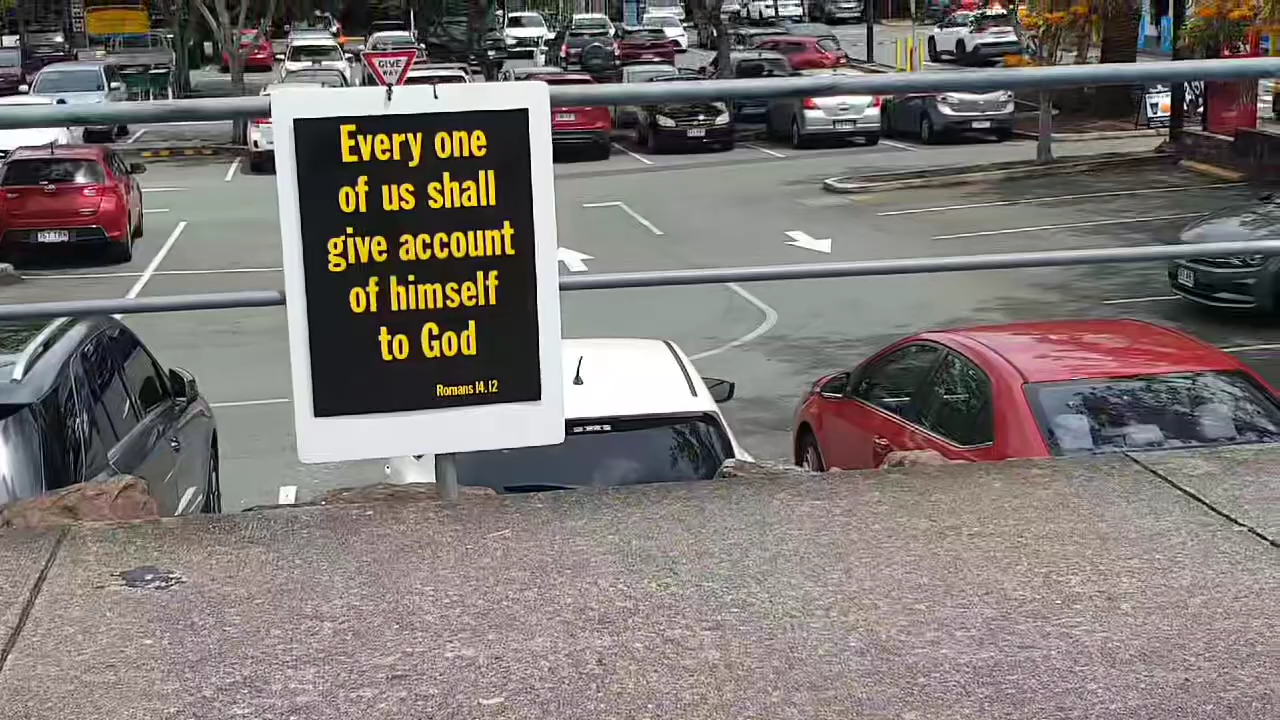 GIVE
WAY
Every one
of us shall
give account
of himself
to God
Romans 14.12